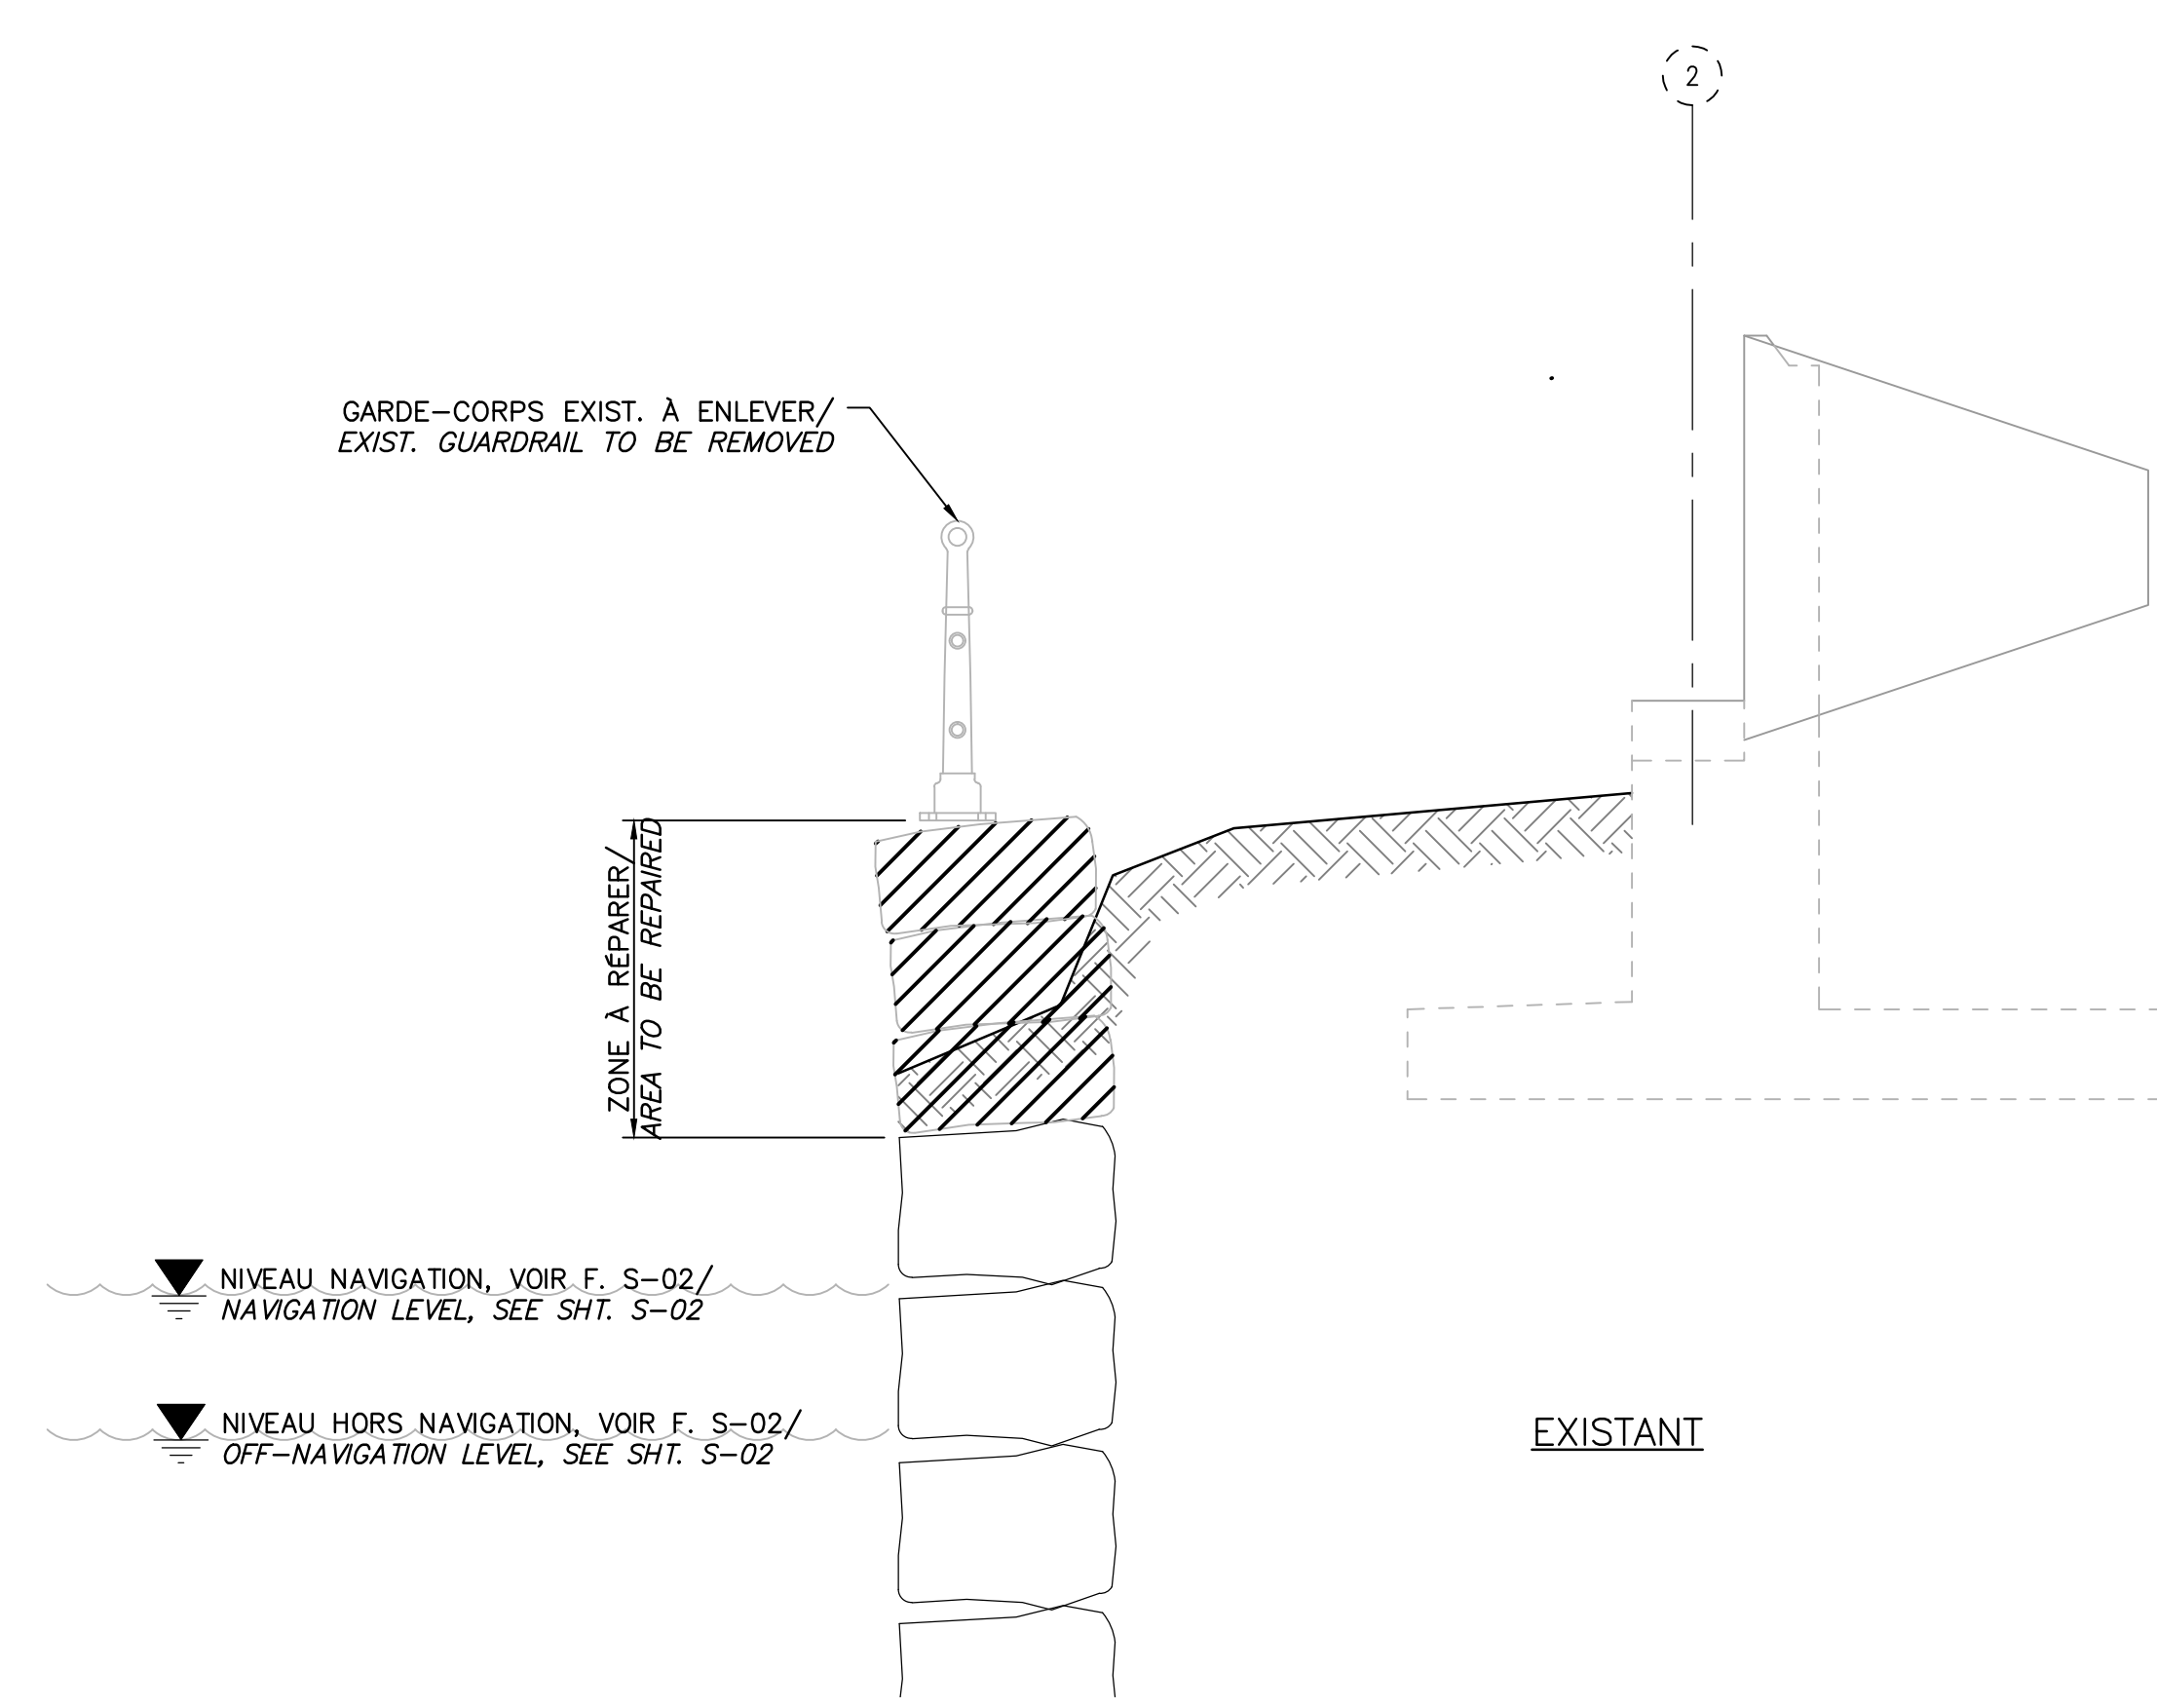 2
GARDE-CORPS EXIST. À ENLEVER/
EXIST. GUARDRAIL TO BE REMOVED
ZONE À RÉPARER/
AREA TO BE REPAIRED
NIVEAU NAVIGATION, VOIR F. S-02/
NAVIGATION LEVEL, SEE SHT. S-02
NIVEAU HORS NAVIGATION, VOIR F. S-02/
OFF-NAVIGATION LEVEL, SEE SHT. S-02
EXISTANT